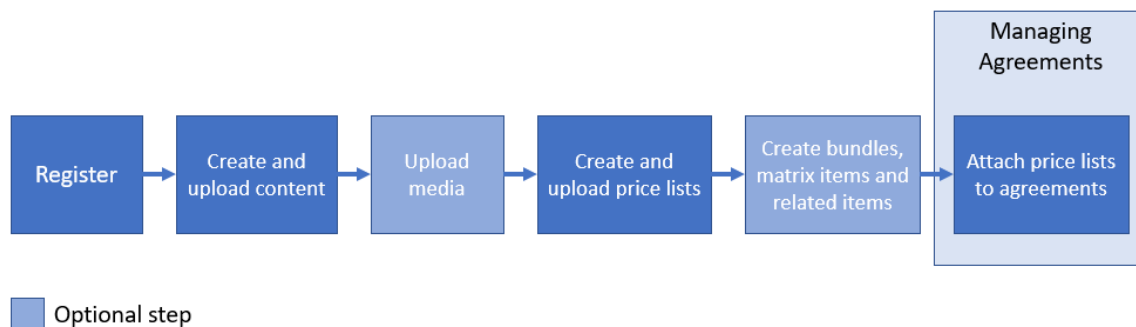 Managing
Agreements
Register
Create and
upload content
Upload
media
Create and
upload price lists
Create bundles,
matrix items and
related items
Attach price lists
to agreements
Optional step